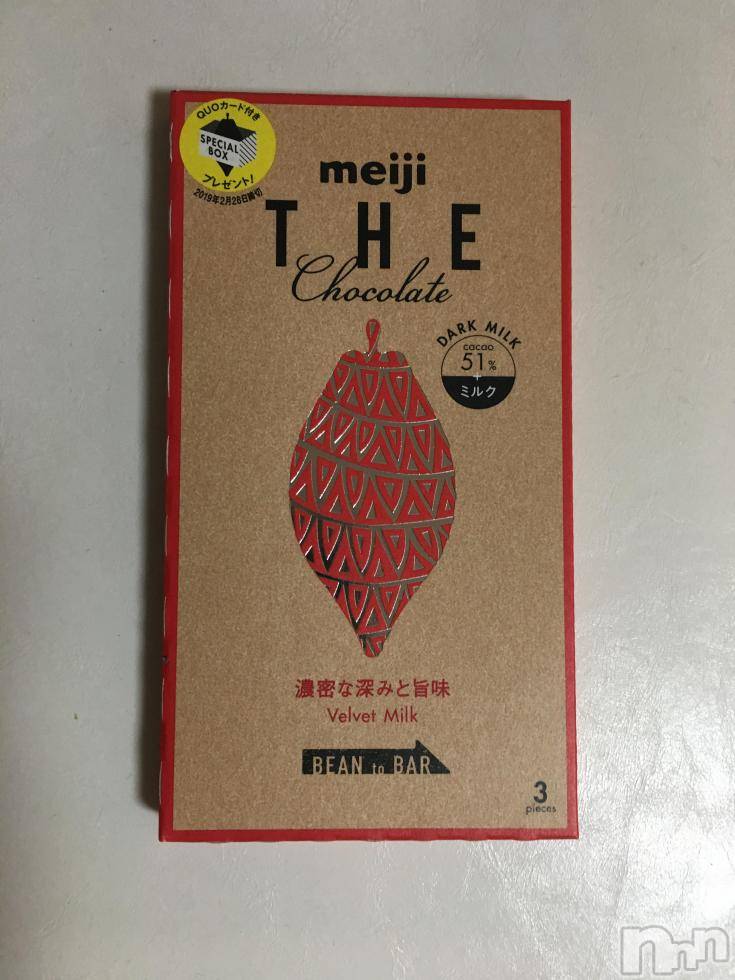 QUOカード付き
SPECIAL
BOX
プレゼント!
2019年2月28日締切
meiji
THE
Chocolate
DARK MILK
cacao
51%
+
ミルク
濃密な深みと旨味
Velvet Milk
BEAN to BAR
3
pieces
nmn